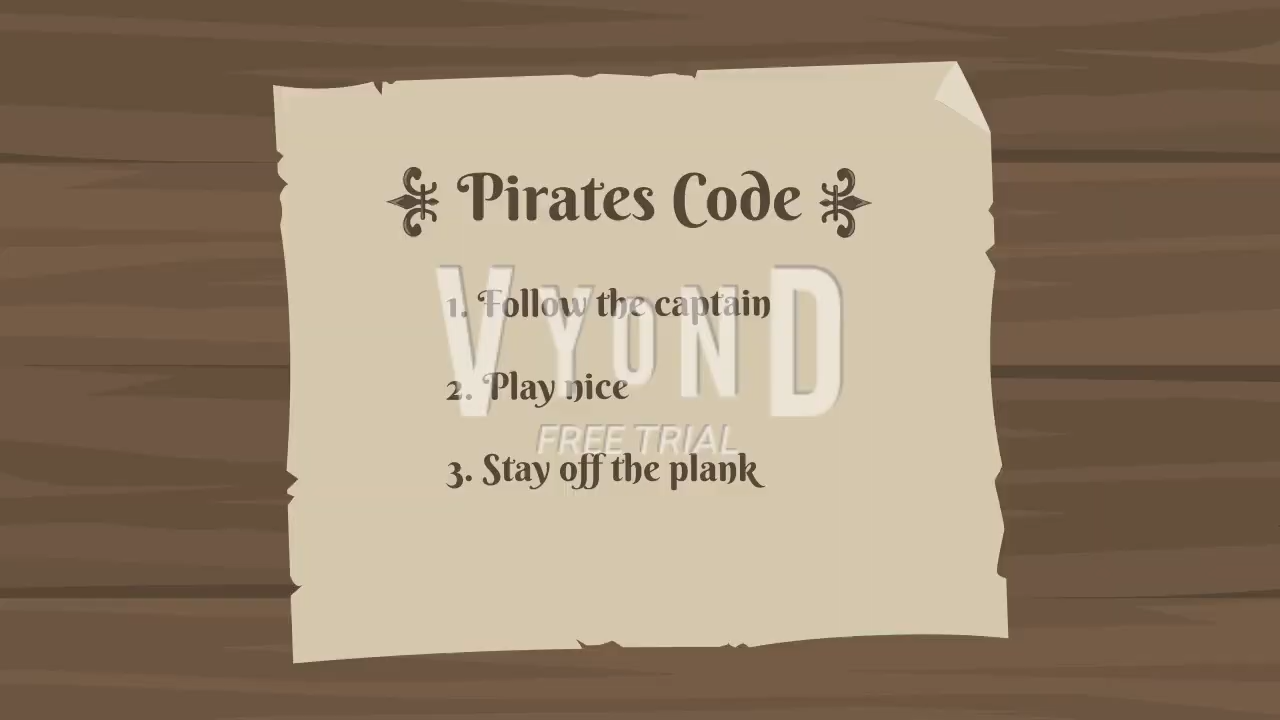 Pirates Code
1. Follow the captain
VYOND
2. Play nice
FREE TRIAL
3. Stay off the plank